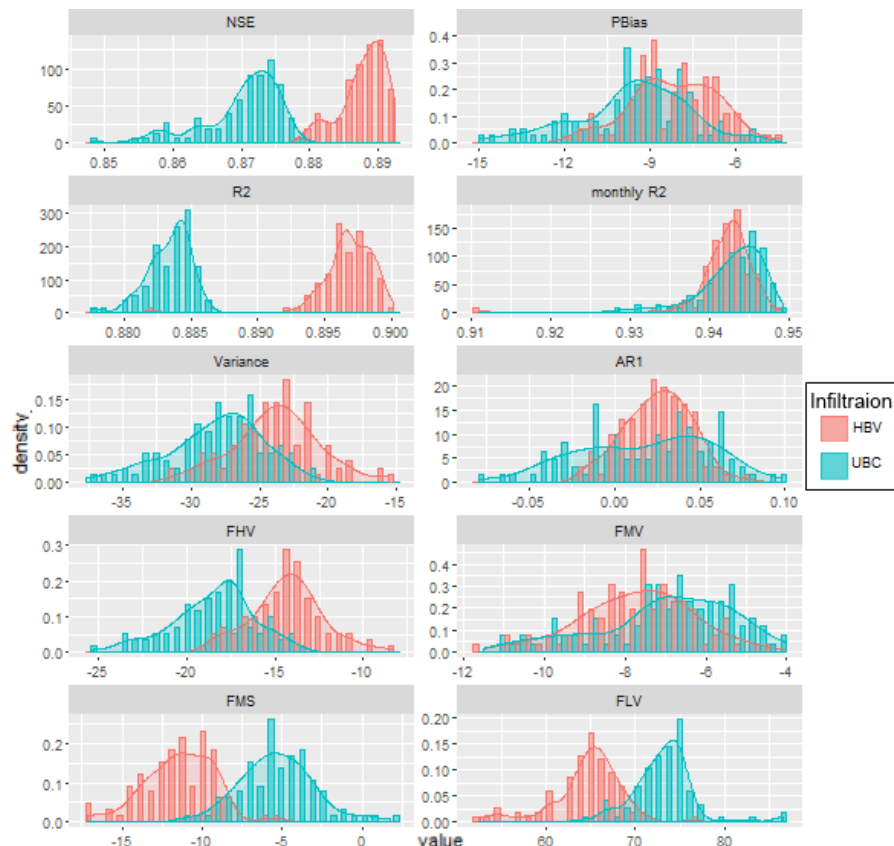 NSE PBias
150
100
50
0
0.85 0.86 0.87 0.88 0.89
0.4
0.3
0.2
0.1
0.0
-15 -12 -9 -6
R2 monthly R2
300
200
100
0
0.880 0.885 0.890 0.895 0.900
150
100
50
0
0.91 0.92 0.93 0.94 0.95
Variance AR1
0.15
0.10
0.05
0.00
-35 -30 -25 -20 -15
20
15
10
5
0
-0.05 0.00 0.05 0.10
FHV FMV
0.3
0.2
0.1
0.0
-25 -20 -15 -10
0.4
0.3
0.2
0.1
0.0
-12 -10 -8 -6 -4
FMS FLV
0.2
0.1
0.0
-15 -10 -5 0
0.20
0.15
0.10
0.05
0.00
60 70 80
density
value
Infiltraion
HBV
UBC